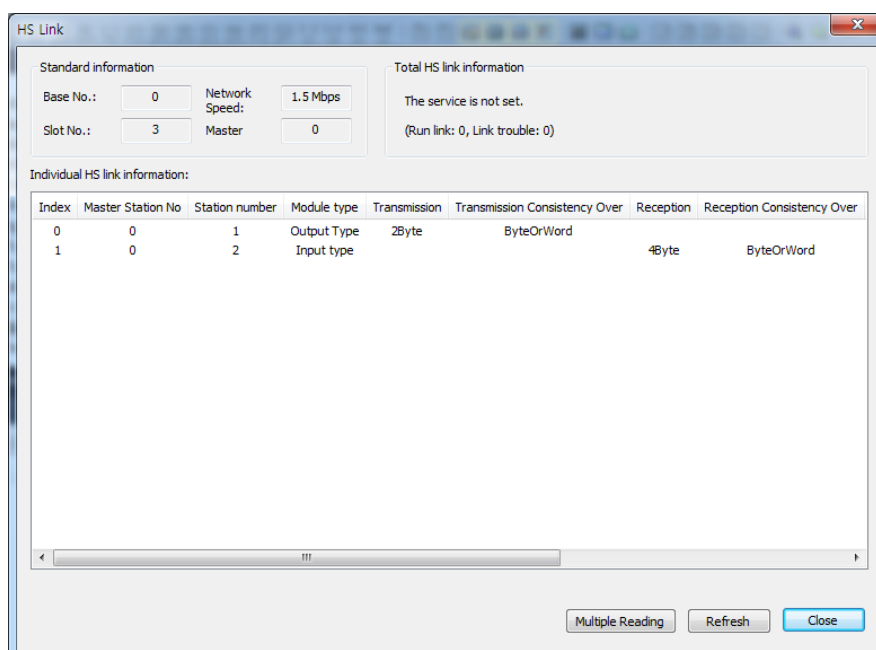 HS Link
Standard information
Base No.: 0 Network Speed: 1.5 Mbps
Slot No.: 3 Master 0
Total HS link information
The service is not set.
(Run link: 0, Link trouble: 0)
Individual HS link information:
Index Master Station No Station number Module type Transmission Transmission Consistency Over Reception Reception Consistency Over
0 0 1 Output Type 2Byte ByteOrWord
1 0 2 Input type 4Byte ByteOrWord
Multiple Reading Refresh Close